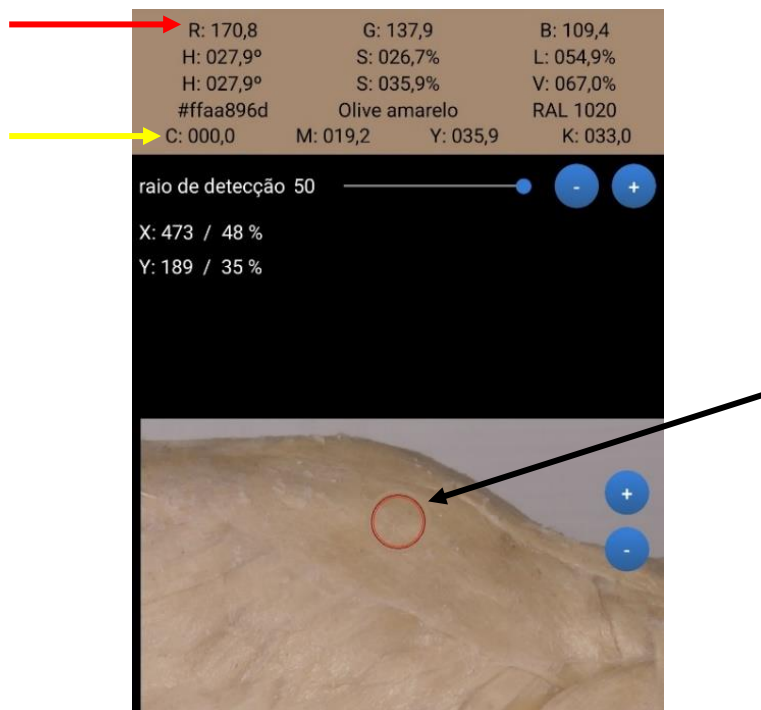 R: 170,8 G: 137,9 B: 109,4
H: 027,9º S: 026,7% L: 054,9%
H: 027,9º S: 035,9% V: 067,0%
#ffaa896d Olive amarelo RAL 1020
C: 000,0 M: 019,2 Y: 035,9 K: 033,0
raio de detecção 50 - +
X: 473 / 48 %
Y: 189 / 35 %
+
-